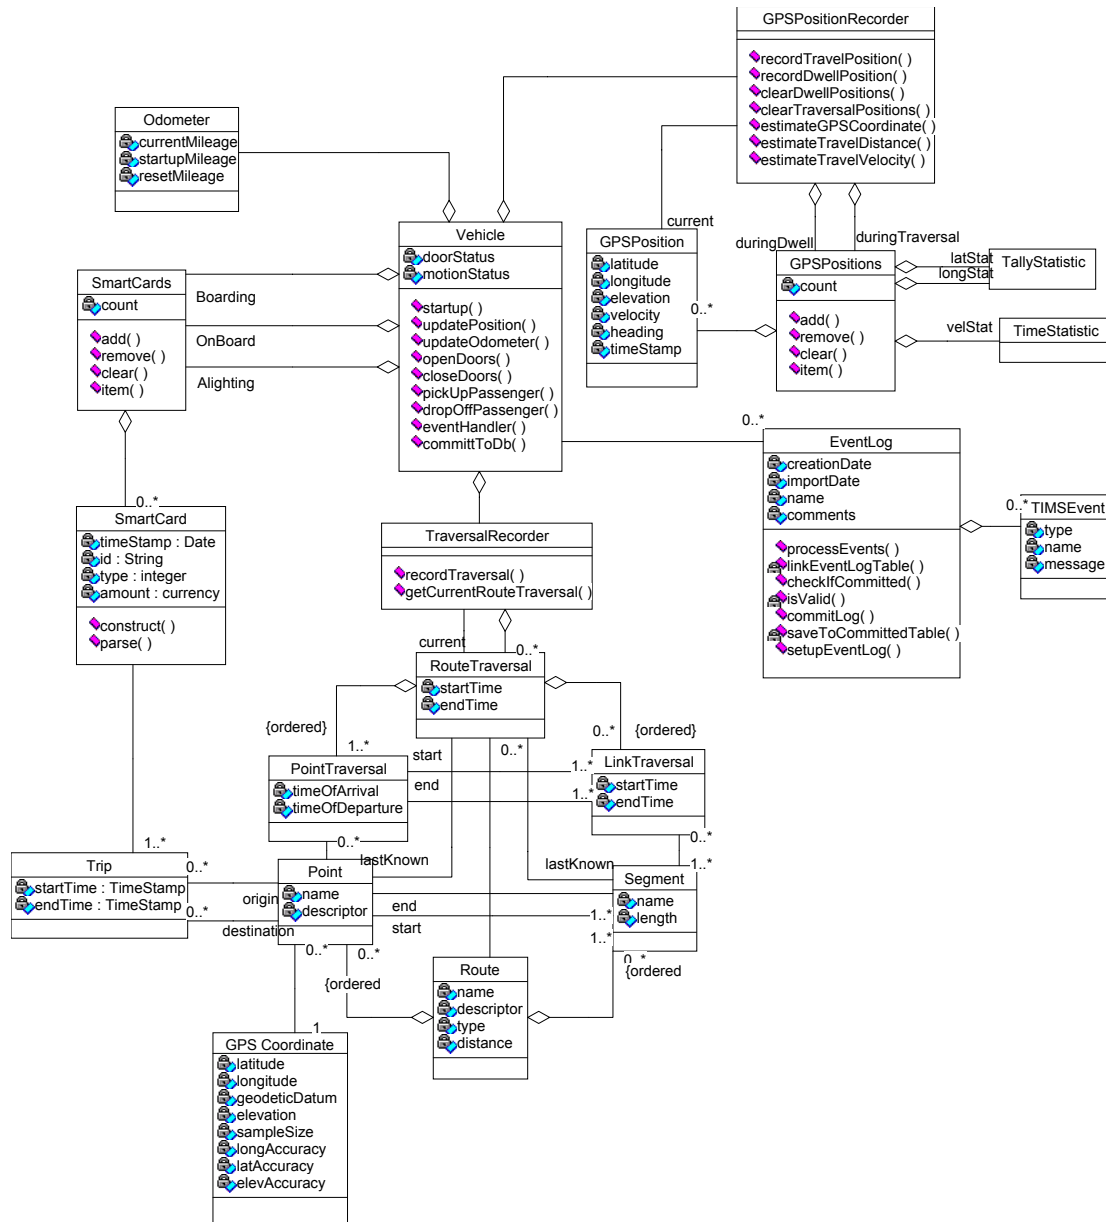 GPSPositionRecorder
recordTravelPosition( )
recordDwellPosition( )
clearDwellPositions( )
clearTraversalPositions( )
estimateGPSCoordinate( )
estimateTravelDistance( )
estimateTravelVelocity( )
Odometer
currentMileage
startupMileage
resetMileage
current
duringDwell
duringTraversal
Vehicle
doorStatus
motionStatus
startup( )
updatePosition( )
updateOdometer( )
openDoors( )
closeDoors( )
pickUpPassenger( )
dropOffPassenger( )
eventHandler( )
committToDb( )
GPSPosition
latitude
longitude
elevation
velocity
heading
timeStamp
0..*
GPSPositions
count
add( )
remove( )
clear( )
item( )
latStat
longStat
TallyStatistic
velStat
TimeStatistic
SmartCards
count
add( )
remove( )
clear( )
item( )
Boarding
OnBoard
Alighting
0..*
EventLog
creationDate
importDate
name
comments
processEvents( )
linkEventLogTable( )
checkIfCommitted( )
isValid( )
commitLog( )
saveToCommittedTable( )
setupEventLog( )
0..*
TIMSEvent
type
name
message
0..*
SmartCard
timeStamp : Date
id : String
type : integer
amount : currency
construct( )
parse( )
TraversalRecorder
recordTraversal( )
getCurrentRouteTraversal( )
current
0..*
RouteTraversal
startTime
endTime
{ordered}
1..*
0..*
{ordered}
0..*
start
end
1..*
1..*
PointTraversal
timeOfArrival
timeOfDeparture
LinkTraversal
startTime
endTime
0..*
1..*
0..*
1..*
Trip
startTime : TimeStamp
endTime : TimeStamp
0..*
0..*
origin
destination
lastKnown
lastKnown
Point
name
descriptor
end
start
1..*
1..*
Segment
name
length
0..*
0..*
{ordered
0..*
{ordered
Route
name
descriptor
type
distance
1
GPS Coordinate
latitude
longitude
geodeticDatum
elevation
sampleSize
longAccuracy
latAccuracy
elevAccuracy